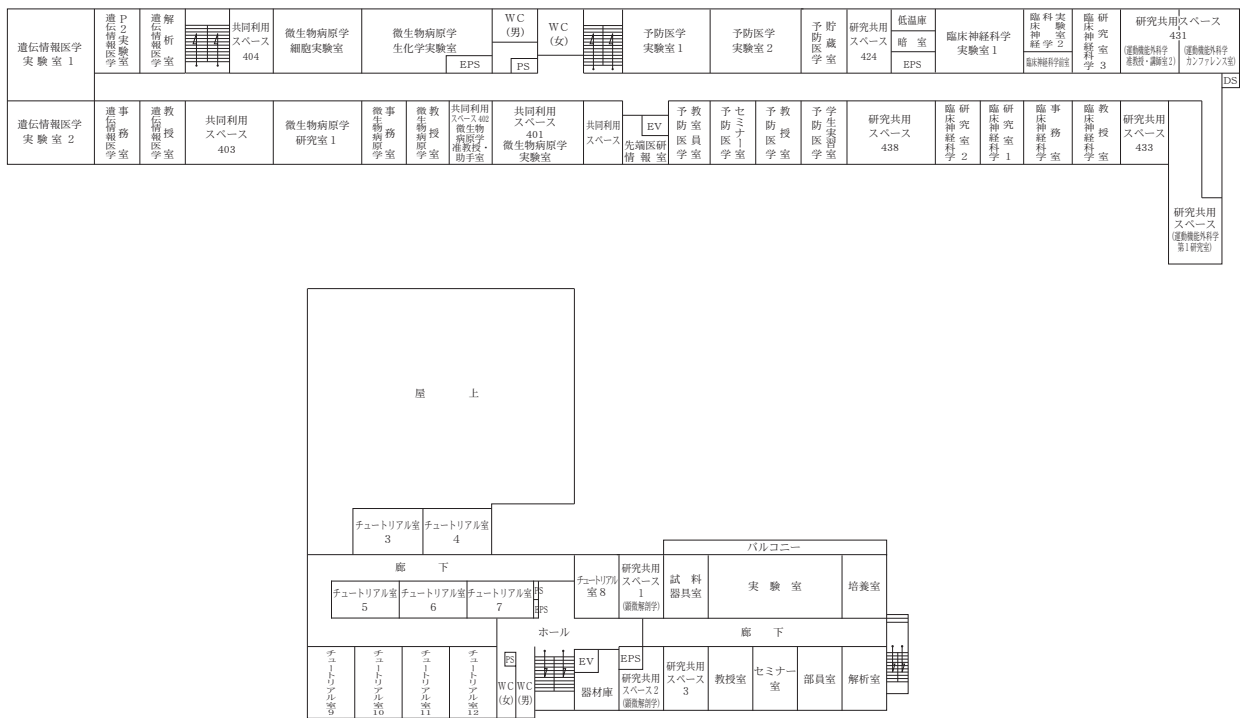 遺伝情報医学
実験室1
遺伝情報医学
P2実験室
遺伝情報医学
解析室
共同利用
スペース
404
微生物病原学
細胞実験室
微生物病原学
生化学実験室
EPS
WC
(男)
PS
WC
(女)
予防医学
実験室1
予防医学
実験室2
予防医学
貯蔵室
研究共用
スペース
424
低温庫
暗室
EPS
臨床神経科学
実験室1
臨床神経
科学実験室2
臨床神経科学前室
臨床神経科学
研究室3
研究共用スペース
431
(運動機能外科学
准教授・講師室2)
(運動機能外科学
カンファレンス室)
DS
遺伝情報医学
実験室2
遺伝情報医学
事務室
遺伝情報医学
教授室
共同利用
スペース
403
微生物病原学
研究室1
微生物病原学
事務室
微生物病原学
教授室
共同利用
スペース402
微生物
病原学
准教授・
助手室
共同利用
スペース
401
微生物病原学
実験室
共同利用
スペース
EV
先端医研
情報室
予防医学
教室員室
予防医学
セミナー室
予防医学
教授室
予防医学
学生実習室
研究共用
スペース
438
臨床神経科学
研究室2
臨床神経科学
研究室1
臨床神経科学
事務室
臨床神経科学
教授室
研究共用
スペース
433
研究共用
スペース
(運動機能外科学
第1研究室)
屋上
チュートリアル室
3
チュートリアル室
4
廊下
チュートリアル室
5
チュートリアル室
6
チュートリアル室
7
PS
EPS
チュートリアル
室8
研究共用
スペース
1
(顕微解剖学)
バルコニー
試料
器具室
実験室
培養室
ホール
廊下
チュートリアル室9
チュートリアル室10
チュートリアル室11
チュートリアル室12
PS
WC
(女)
WC
(男)
EV
器材庫
EPS
研究共用
スペース2
(顕微解剖学)
研究共用
スペース
3
教授室
セミナー
室
部員室
解析室